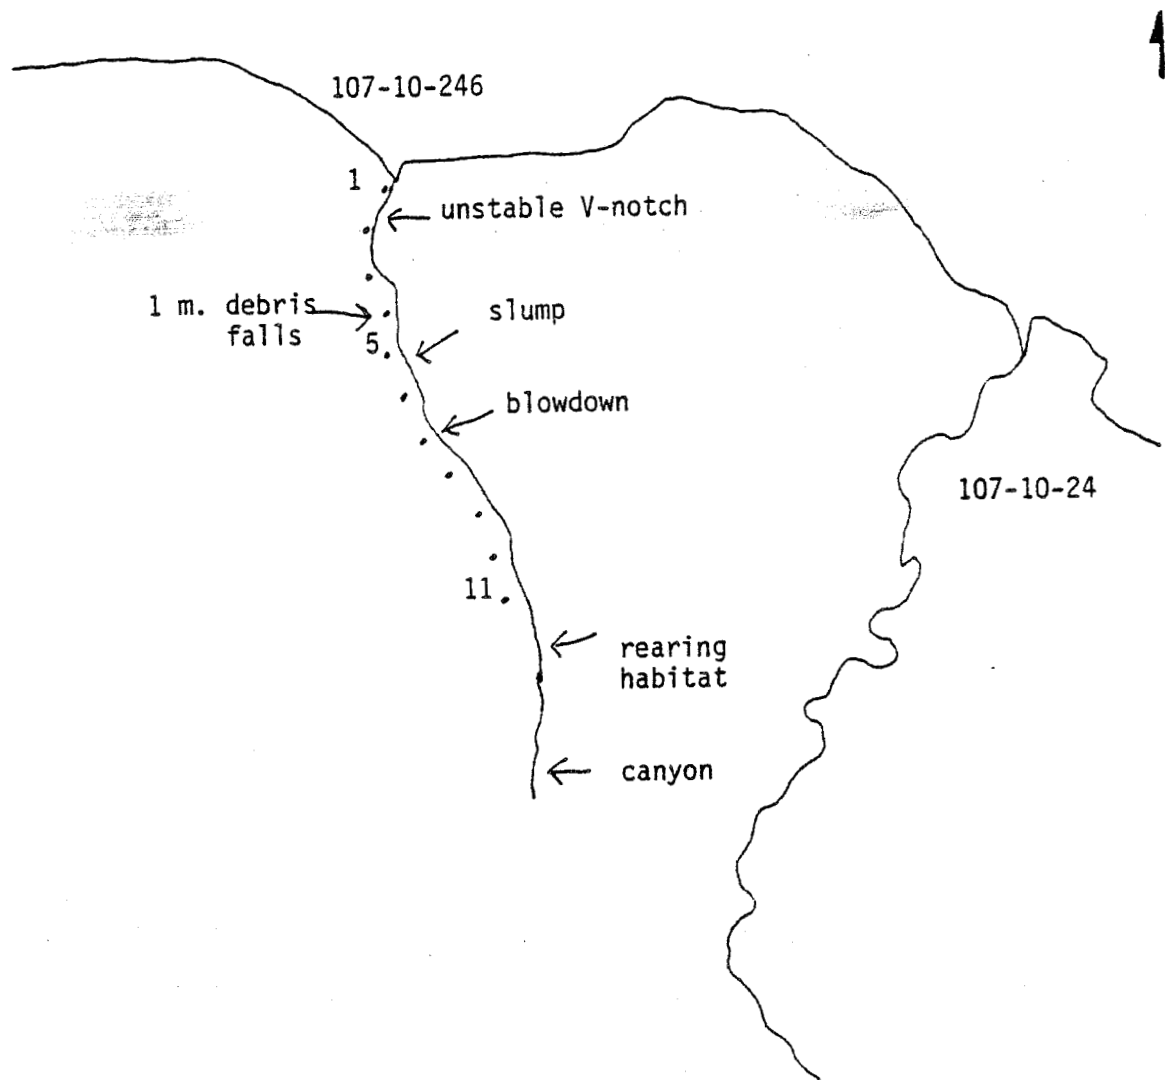 107-10-246
1
unstable V-notch
1 m. debris
falls
slump
5
blowdown
107-10-24
11
rearing
habitat
canyon